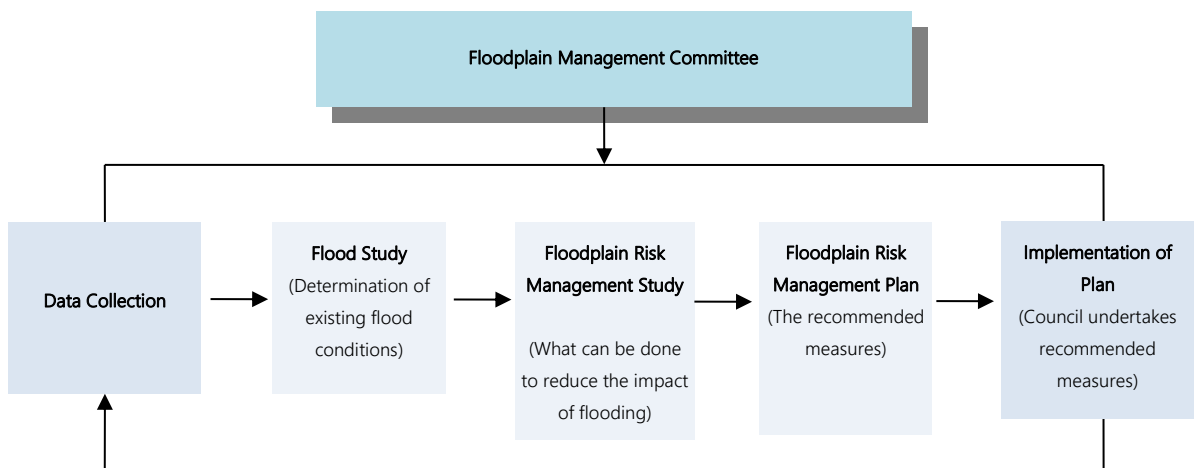 Floodplain Management Committee
Data Collection
Flood Study
(Determination of
existing flood
conditions)
Floodplain Risk
Management Study
(What can be done
to reduce the impact
of flooding)
Floodplain Risk
Management Plan
(The recommended
measures)
Implementation of
Plan
(Council undertakes
recommended
measures)